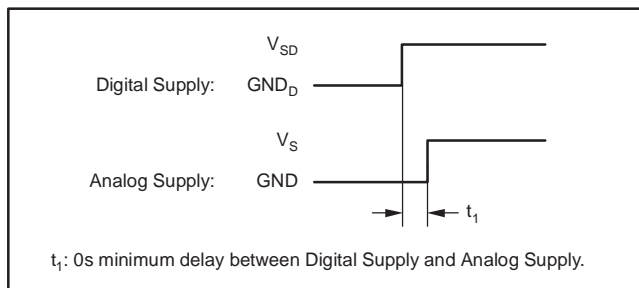 V_SD
Digital Supply: GND_D
V_S
Analog Supply: GND
t_1
t_1: 0s minimum delay between Digital Supply and Analog Supply.